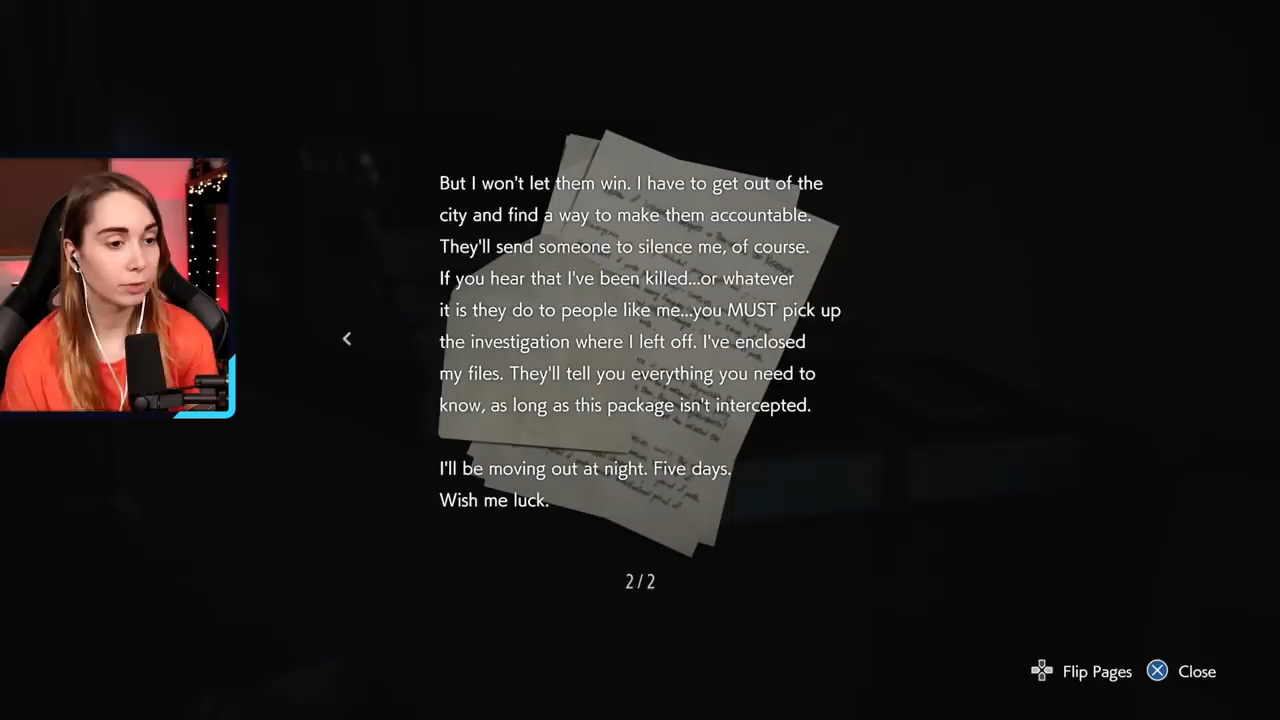 But I won't let them win. I have to get out of the
city and find a way to make them accountable.
They'll send someone to silence me, of course.
If you hear that I've been killed...or whatever
it is they do to people like me...you MUST pick up
the investigation where I left off. I've enclosed
my files. They'll tell you everything you need to
know, as long as this package isn't intercepted.
I'll be moving out at night. Five days.
Wish me luck.
2 / 2
Flip Pages
Close